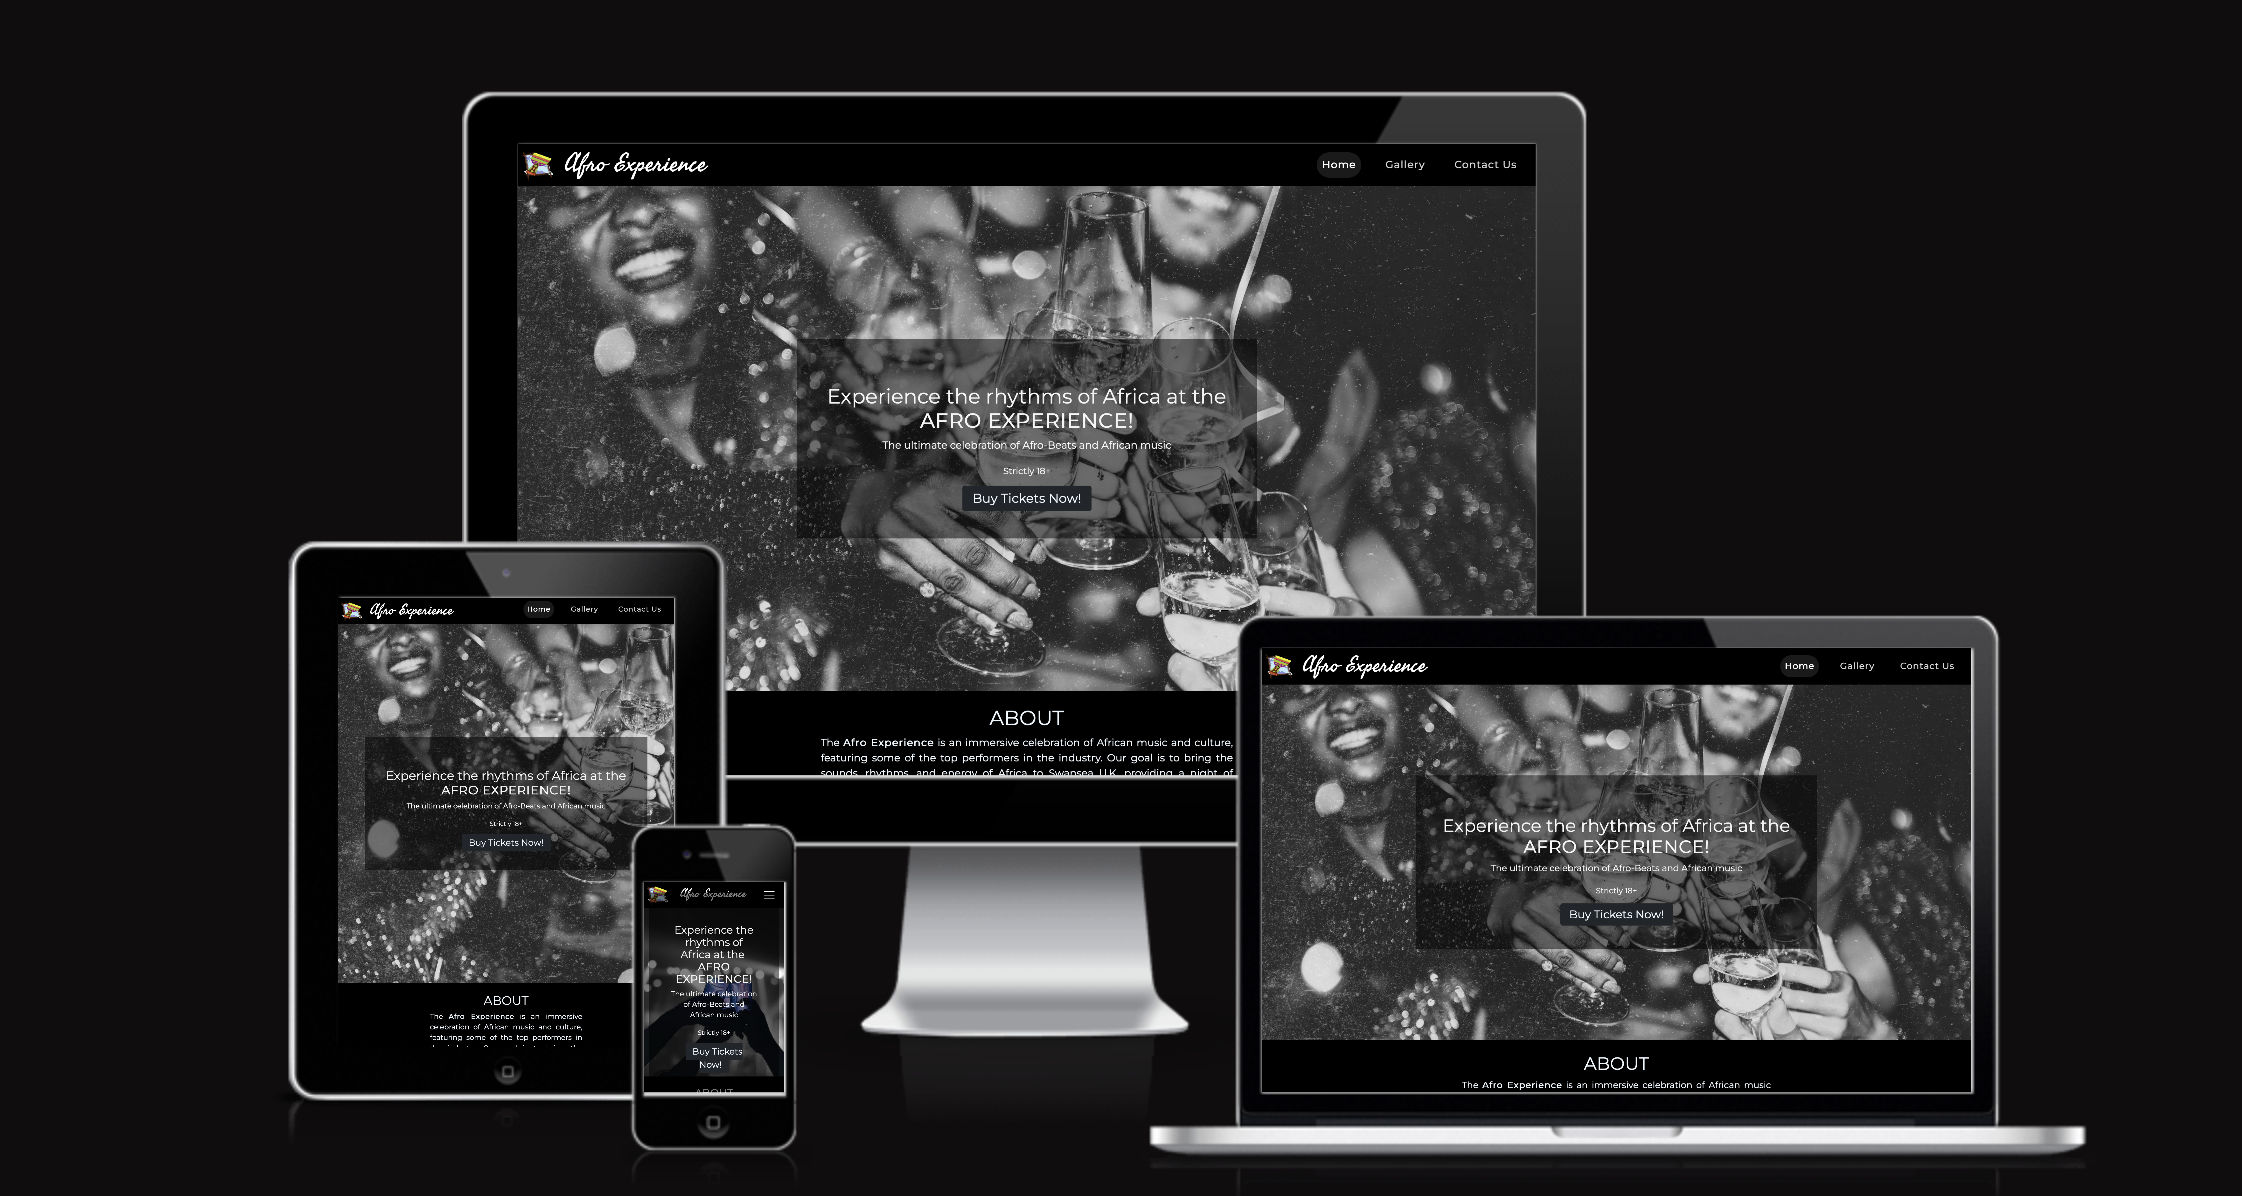 Afro Experience
Home Gallery Contact Us
Experience the rhythms of Africa at the
AFRO EXPERIENCE!
The ultimate celebration of Afro-Beats and African music
Strictly 18+
Buy Tickets Now!
ABOUT
The Afro Experience is an immersive celebration of African music and culture,
featuring some of the top performers in the industry. Our goal is to bring the
sounds, rhythms, and energy of Africa to Swansea U.K, providing a night of
Afro Experience
Home Gallery Contact Us
Experience the rhythms of Africa at the
AFRO EXPERIENCE!
The ultimate celebration of Afro-Beats and African music
Strictly 18+
Buy Tickets Now!
ABOUT
The Afro Experience is an immersive
celebration of African music and culture,
featuring some of the top performers in
Afro Experience
Experience the
rhythms of
Africa at the
AFRO
EXPERIENCE!
The ultimate celebration
of Afro-Beats and
African music
Strictly 18+
Buy Tickets
Now!
ABOUT
Afro Experience
Home Gallery Contact Us
Experience the rhythms of Africa at the
AFRO EXPERIENCE!
The ultimate celebration of Afro-Beats and African music
Strictly 18+
Buy Tickets Now!
ABOUT
The Afro Experience is an immersive celebration of African music